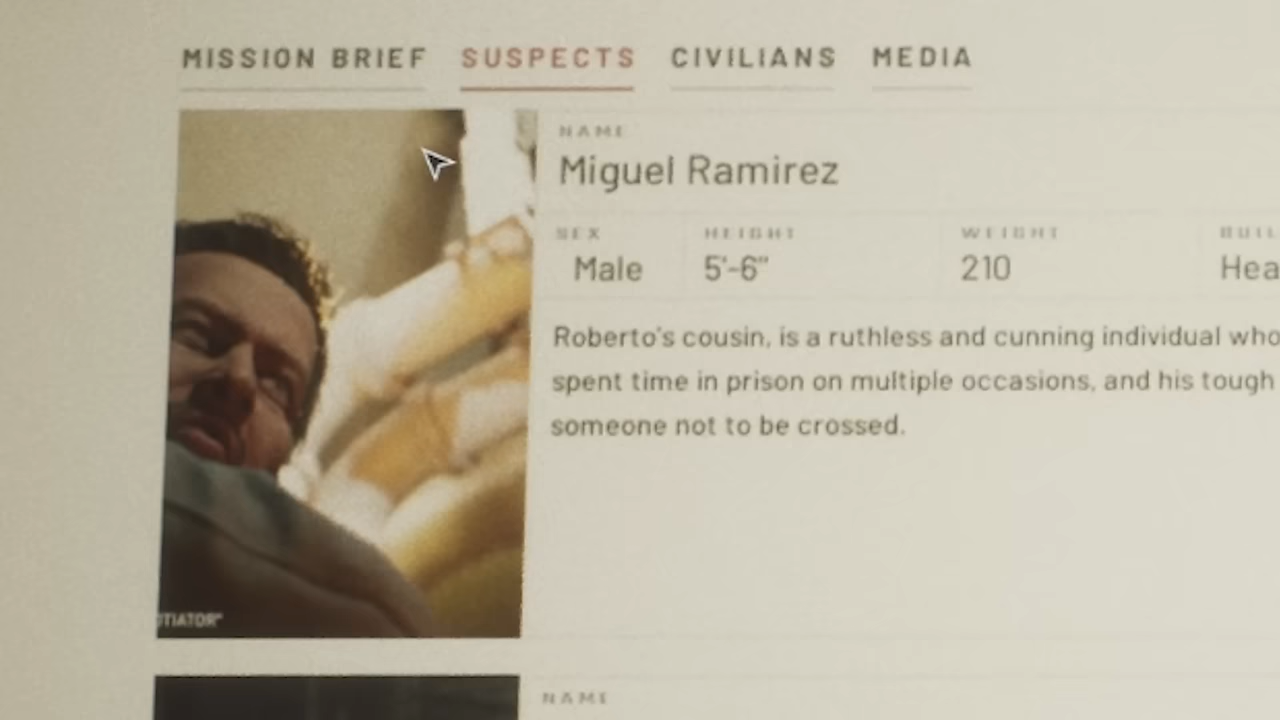 MISSION BRIEF SUSPECTS CIVILIANS MEDIA
NAME
Miguel Ramirez
SEX HEIGHT WEIGHT
Male 5'-6" 210
Roberto's cousin, is a ruthless and cunning individual who
spent time in prison on multiple occasions, and his tough
someone not to be crossed.
NAME